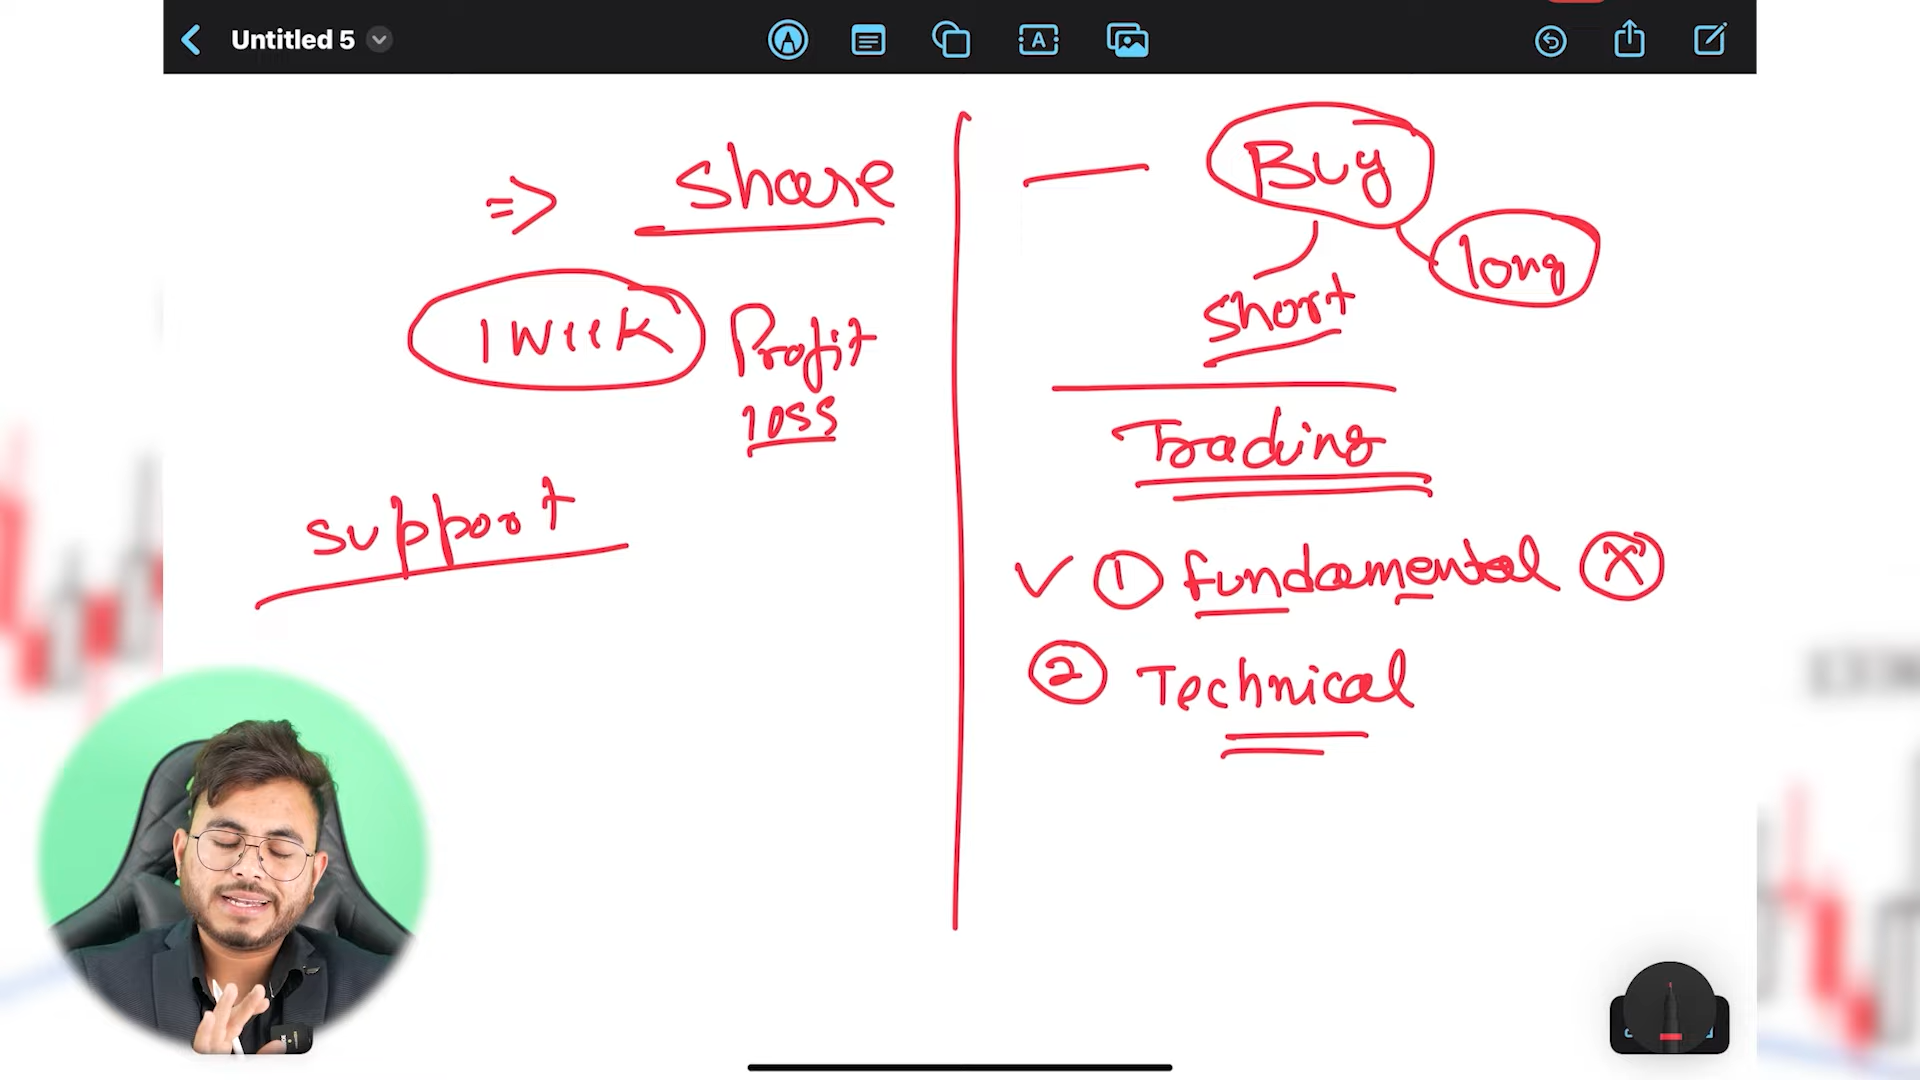 Untitled 5
=> Share
1 week
Profit
loss
support
Buy
long
short
Trading
✓ ① fundamental ⓧ
② Technical